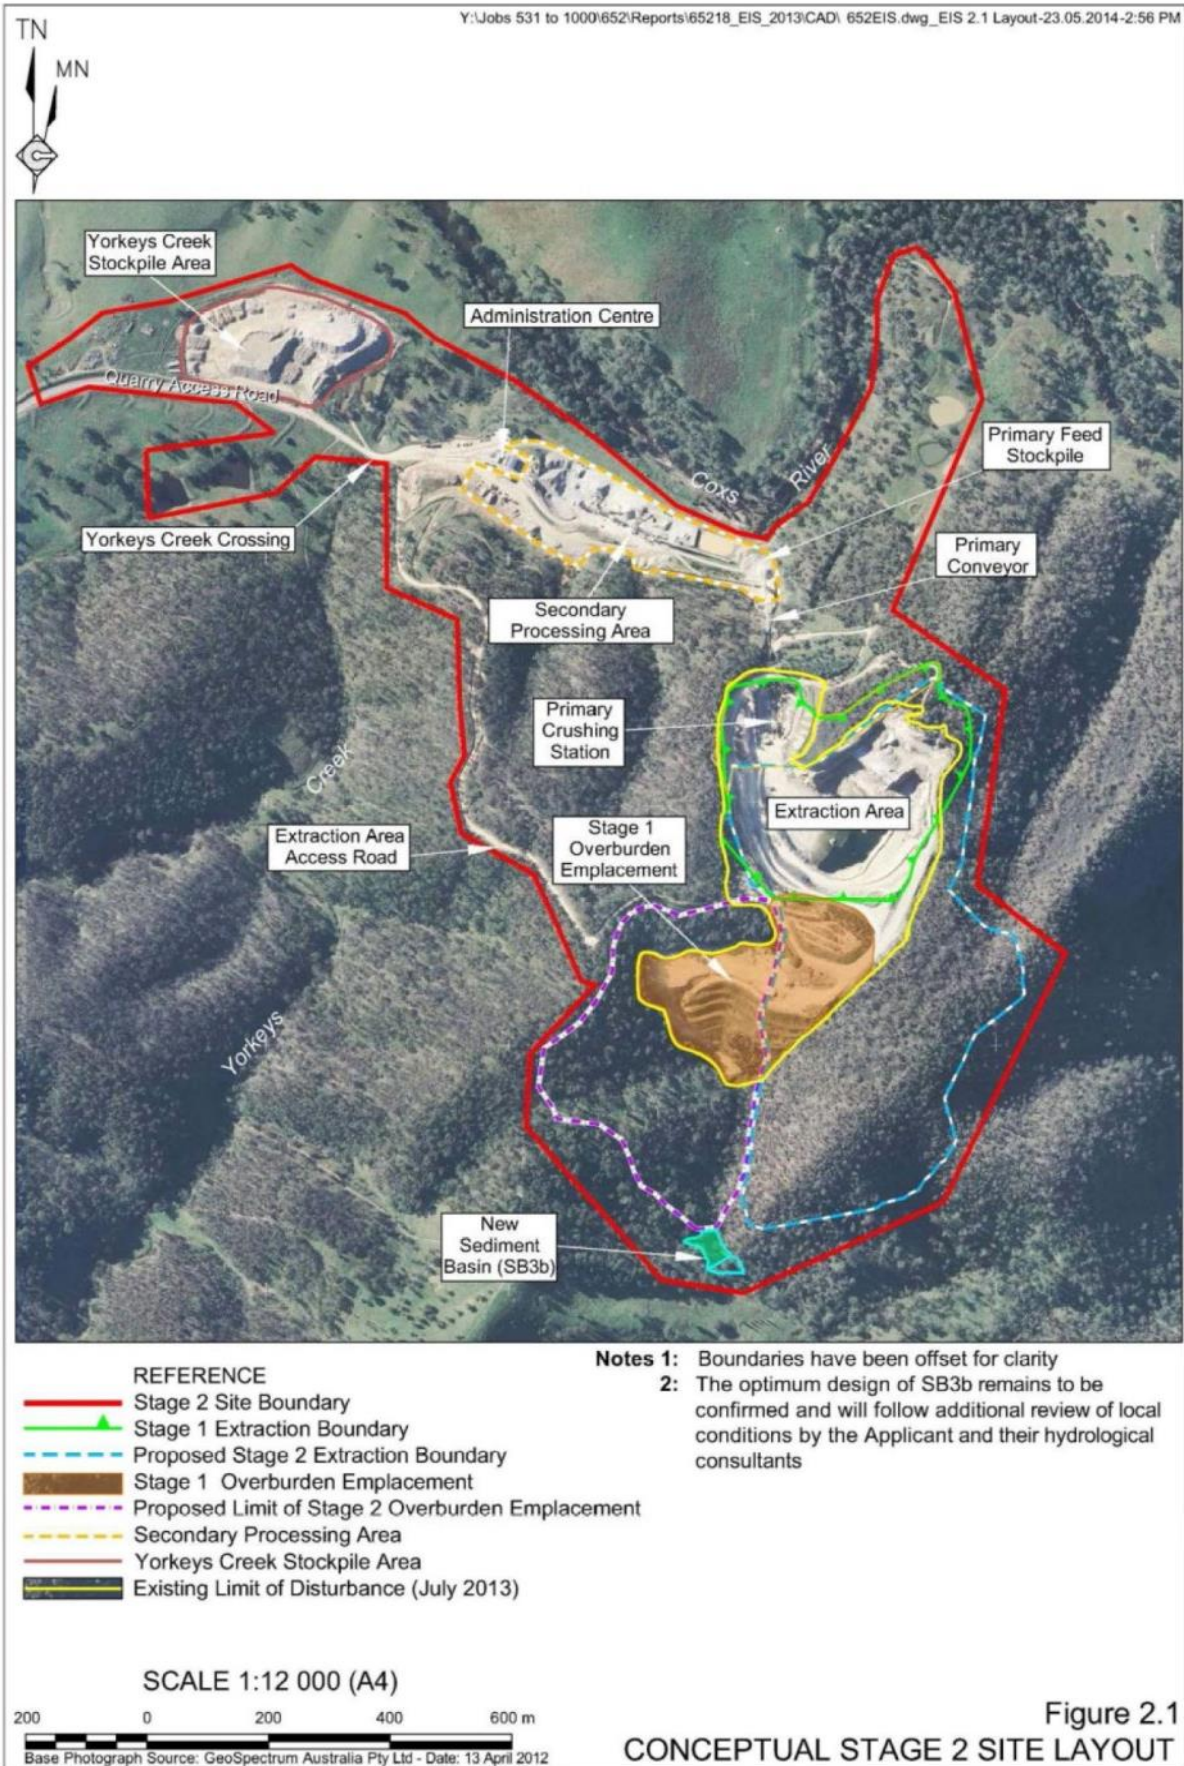 Y:\Jobs 531 to 1000\652\Reports\65218_EIS_2013\CAD\ 652EIS.dwg_EIS 2.1 Layout-23.05.2014-2:56 PM
TN
MN
Yorkeys Creek
Stockpile Area
Administration Centre
Quarry Access Road
Primary Feed
Stockpile
Coxs
River
Yorkeys Creek Crossing
Primary
Conveyor
Secondary
Processing Area
Primary
Crushing
Station
Creek
Extraction Area
Extraction Area
Access Road
Stage 1
Overburden
Emplacement
Yorkeys
New
Sediment
Basin (SB3b)
REFERENCE
Stage 2 Site Boundary
Stage 1 Extraction Boundary
Proposed Stage 2 Extraction Boundary
Stage 1 Overburden Emplacement
Proposed Limit of Stage 2 Overburden Emplacement
Secondary Processing Area
Yorkeys Creek Stockpile Area
Existing Limit of Disturbance (July 2013)
Notes 1: Boundaries have been offset for clarity
2: The optimum design of SB3b remains to be
confirmed and will follow additional review of local
conditions by the Applicant and their hydrological
consultants
SCALE 1:12 000 (A4)
200 0 200 400 600 m
Base Photograph Source: GeoSpectrum Australia Pty Ltd - Date: 13 April 2012
Figure 2.1
CONCEPTUAL STAGE 2 SITE LAYOUT